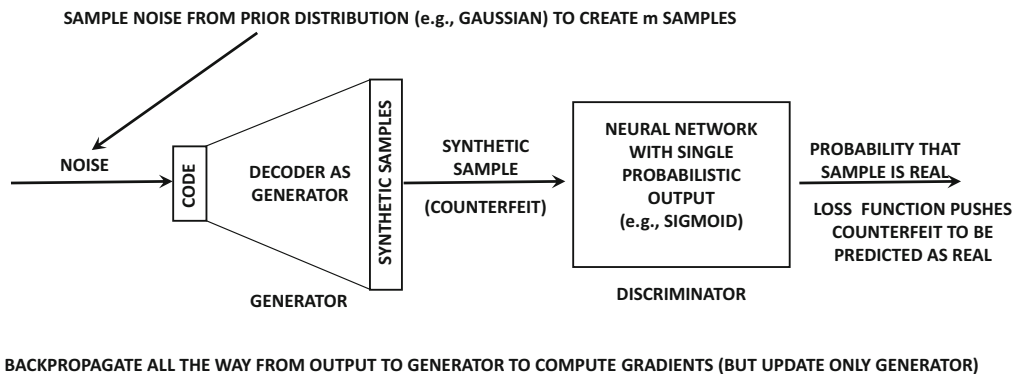 SAMPLE NOISE FROM PRIOR DISTRIBUTION (e.g., GAUSSIAN) TO CREATE m SAMPLES
NOISE
CODE
DECODER AS
GENERATOR
SYNTHETIC SAMPLES
GENERATOR
SYNTHETIC
SAMPLE
(COUNTERFEIT)
NEURAL NETWORK
WITH SINGLE
PROBABILISTIC
OUTPUT
(e.g., SIGMOID)
DISCRIMINATOR
PROBABILITY THAT
SAMPLE IS REAL
LOSS FUNCTION PUSHES
COUNTERFEIT TO BE
PREDICTED AS REAL
BACKPROPAGATE ALL THE WAY FROM OUTPUT TO GENERATOR TO COMPUTE GRADIENTS (BUT UPDATE ONLY GENERATOR)